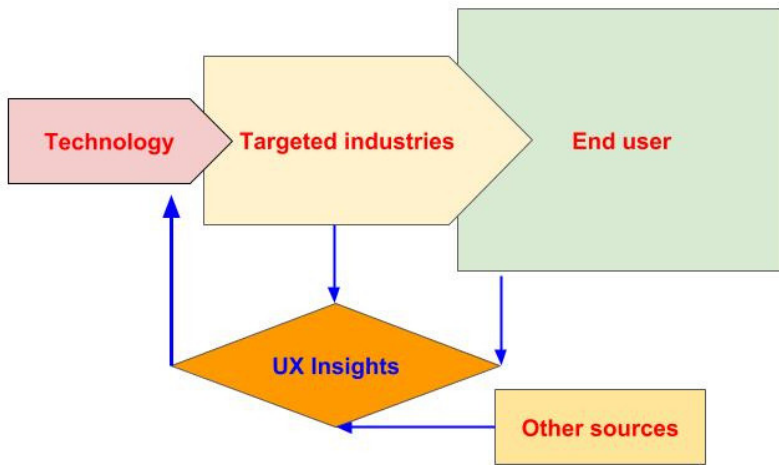 Technology
Targeted industries
End user
UX Insights
Other sources